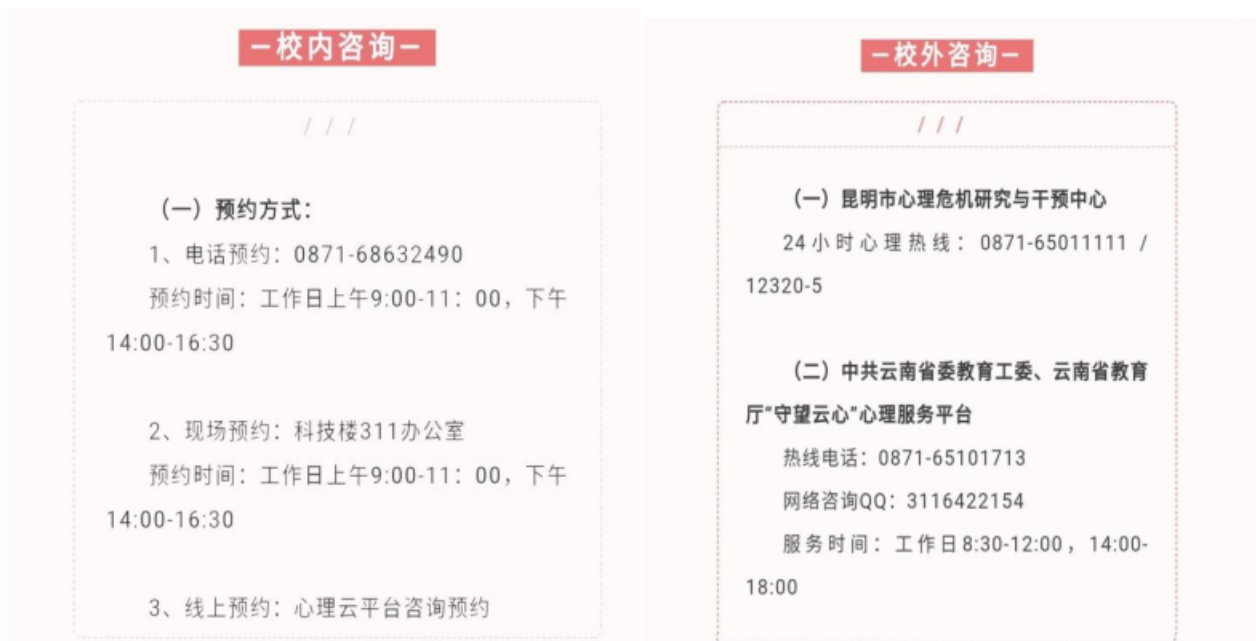 －校内咨询－
/ / /
（一）预约方式：
1、电话预约：0871-68632490
预约时间：工作日上午9:00-11：00，下午
14:00-16:30
2、现场预约：科技楼311办公室
预约时间：工作日上午9:00-11：00，下午
14:00-16:30
3、线上预约：心理云平台咨询预约
－校外咨询－
/ / /
（一）昆明市心理危机研究与干预中心
24小时心理热线：0871-65011111 /
12320-5
（二）中共云南省委教育工委、云南省教育
厅“守望云心”心理服务平台
热线电话：0871-65101713
网络咨询QQ：3116422154
服务时间：工作日8:30-12:00，14:00-
18:00